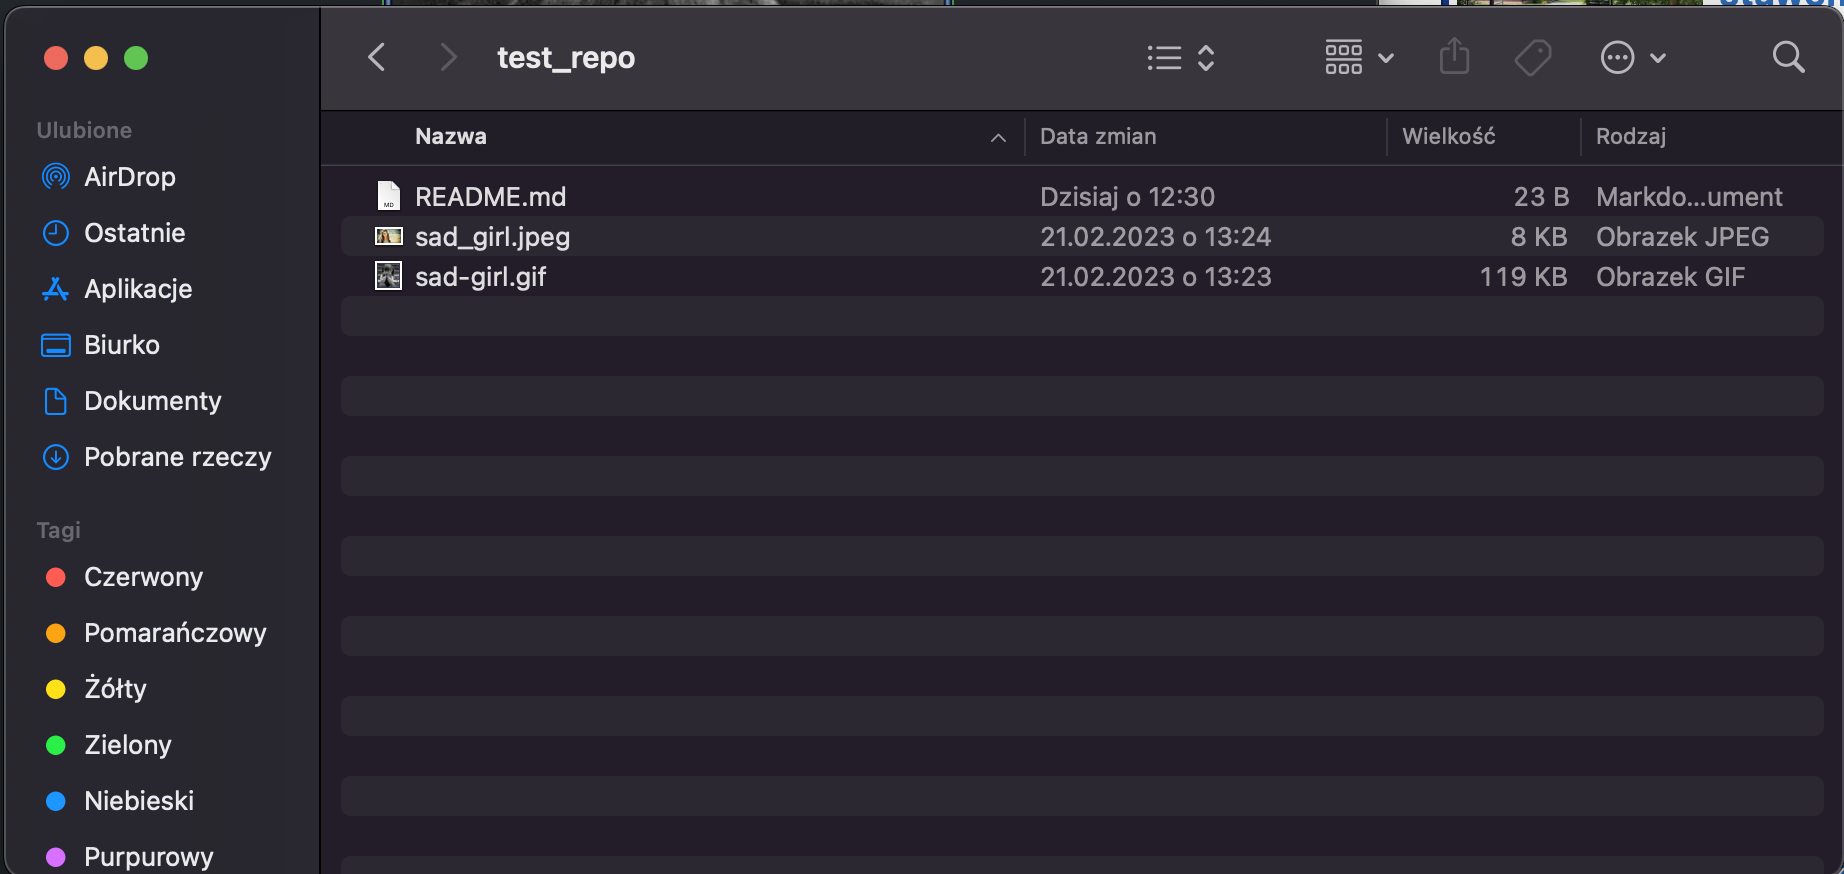 test_repo
Ulubione
AirDrop
Ostatnie
Aplikacje
Biurko
Dokumenty
Pobrane rzeczy
Tagi
Czerwony
Pomarańczowy
Żółty
Zielony
Niebieski
Purpurowy
Nazwa Data zmian Wielkość Rodzaj
README.md Dzisiaj o 12:30 23 B Markdo...ument
sad_girl.jpeg 21.02.2023 o 13:24 8 KB Obrazek JPEG
sad-girl.gif 21.02.2023 o 13:23 119 KB Obrazek GIF